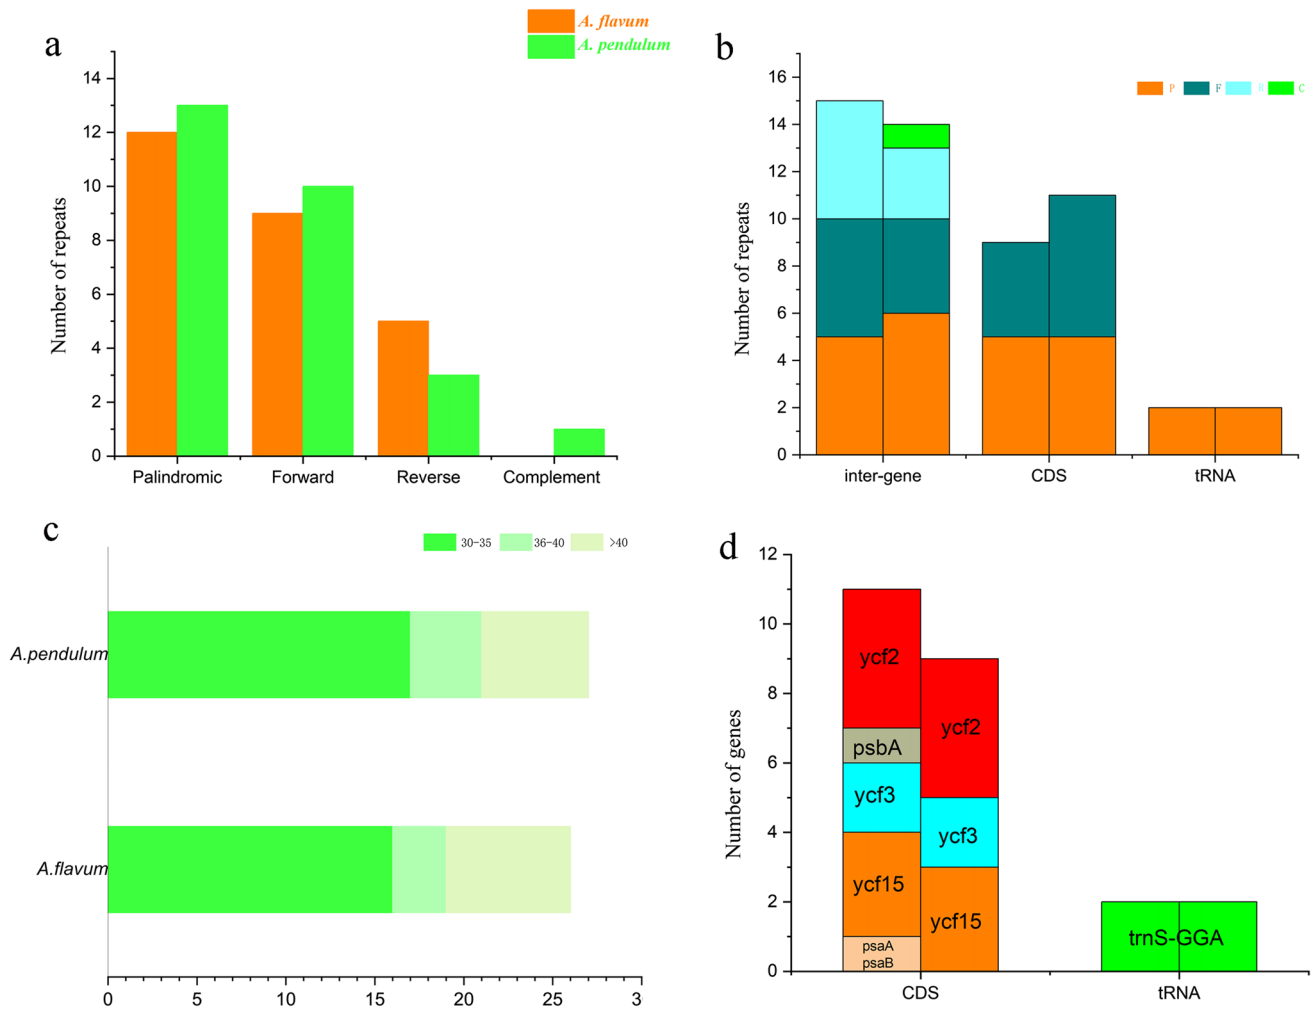 a
A. flavum
A. pendulum
Number of repeats
14
12
10
8
6
4
2
0
Palindromic Forward Reverse Complement
b
P F R C
Number of repeats
16
14
12
10
8
6
4
2
0
inter-gene CDS tRNA
c
30-35 36-40 >40
A.pendulum
A.flavum
0 5 10 15 20 25 3
d
Number of genes
12
10
8
6
4
2
0
ycf2
psbA
ycf3
ycf15
psaA
psaB
ycf2
ycf3
ycf15
trnS-GGA
CDS tRNA